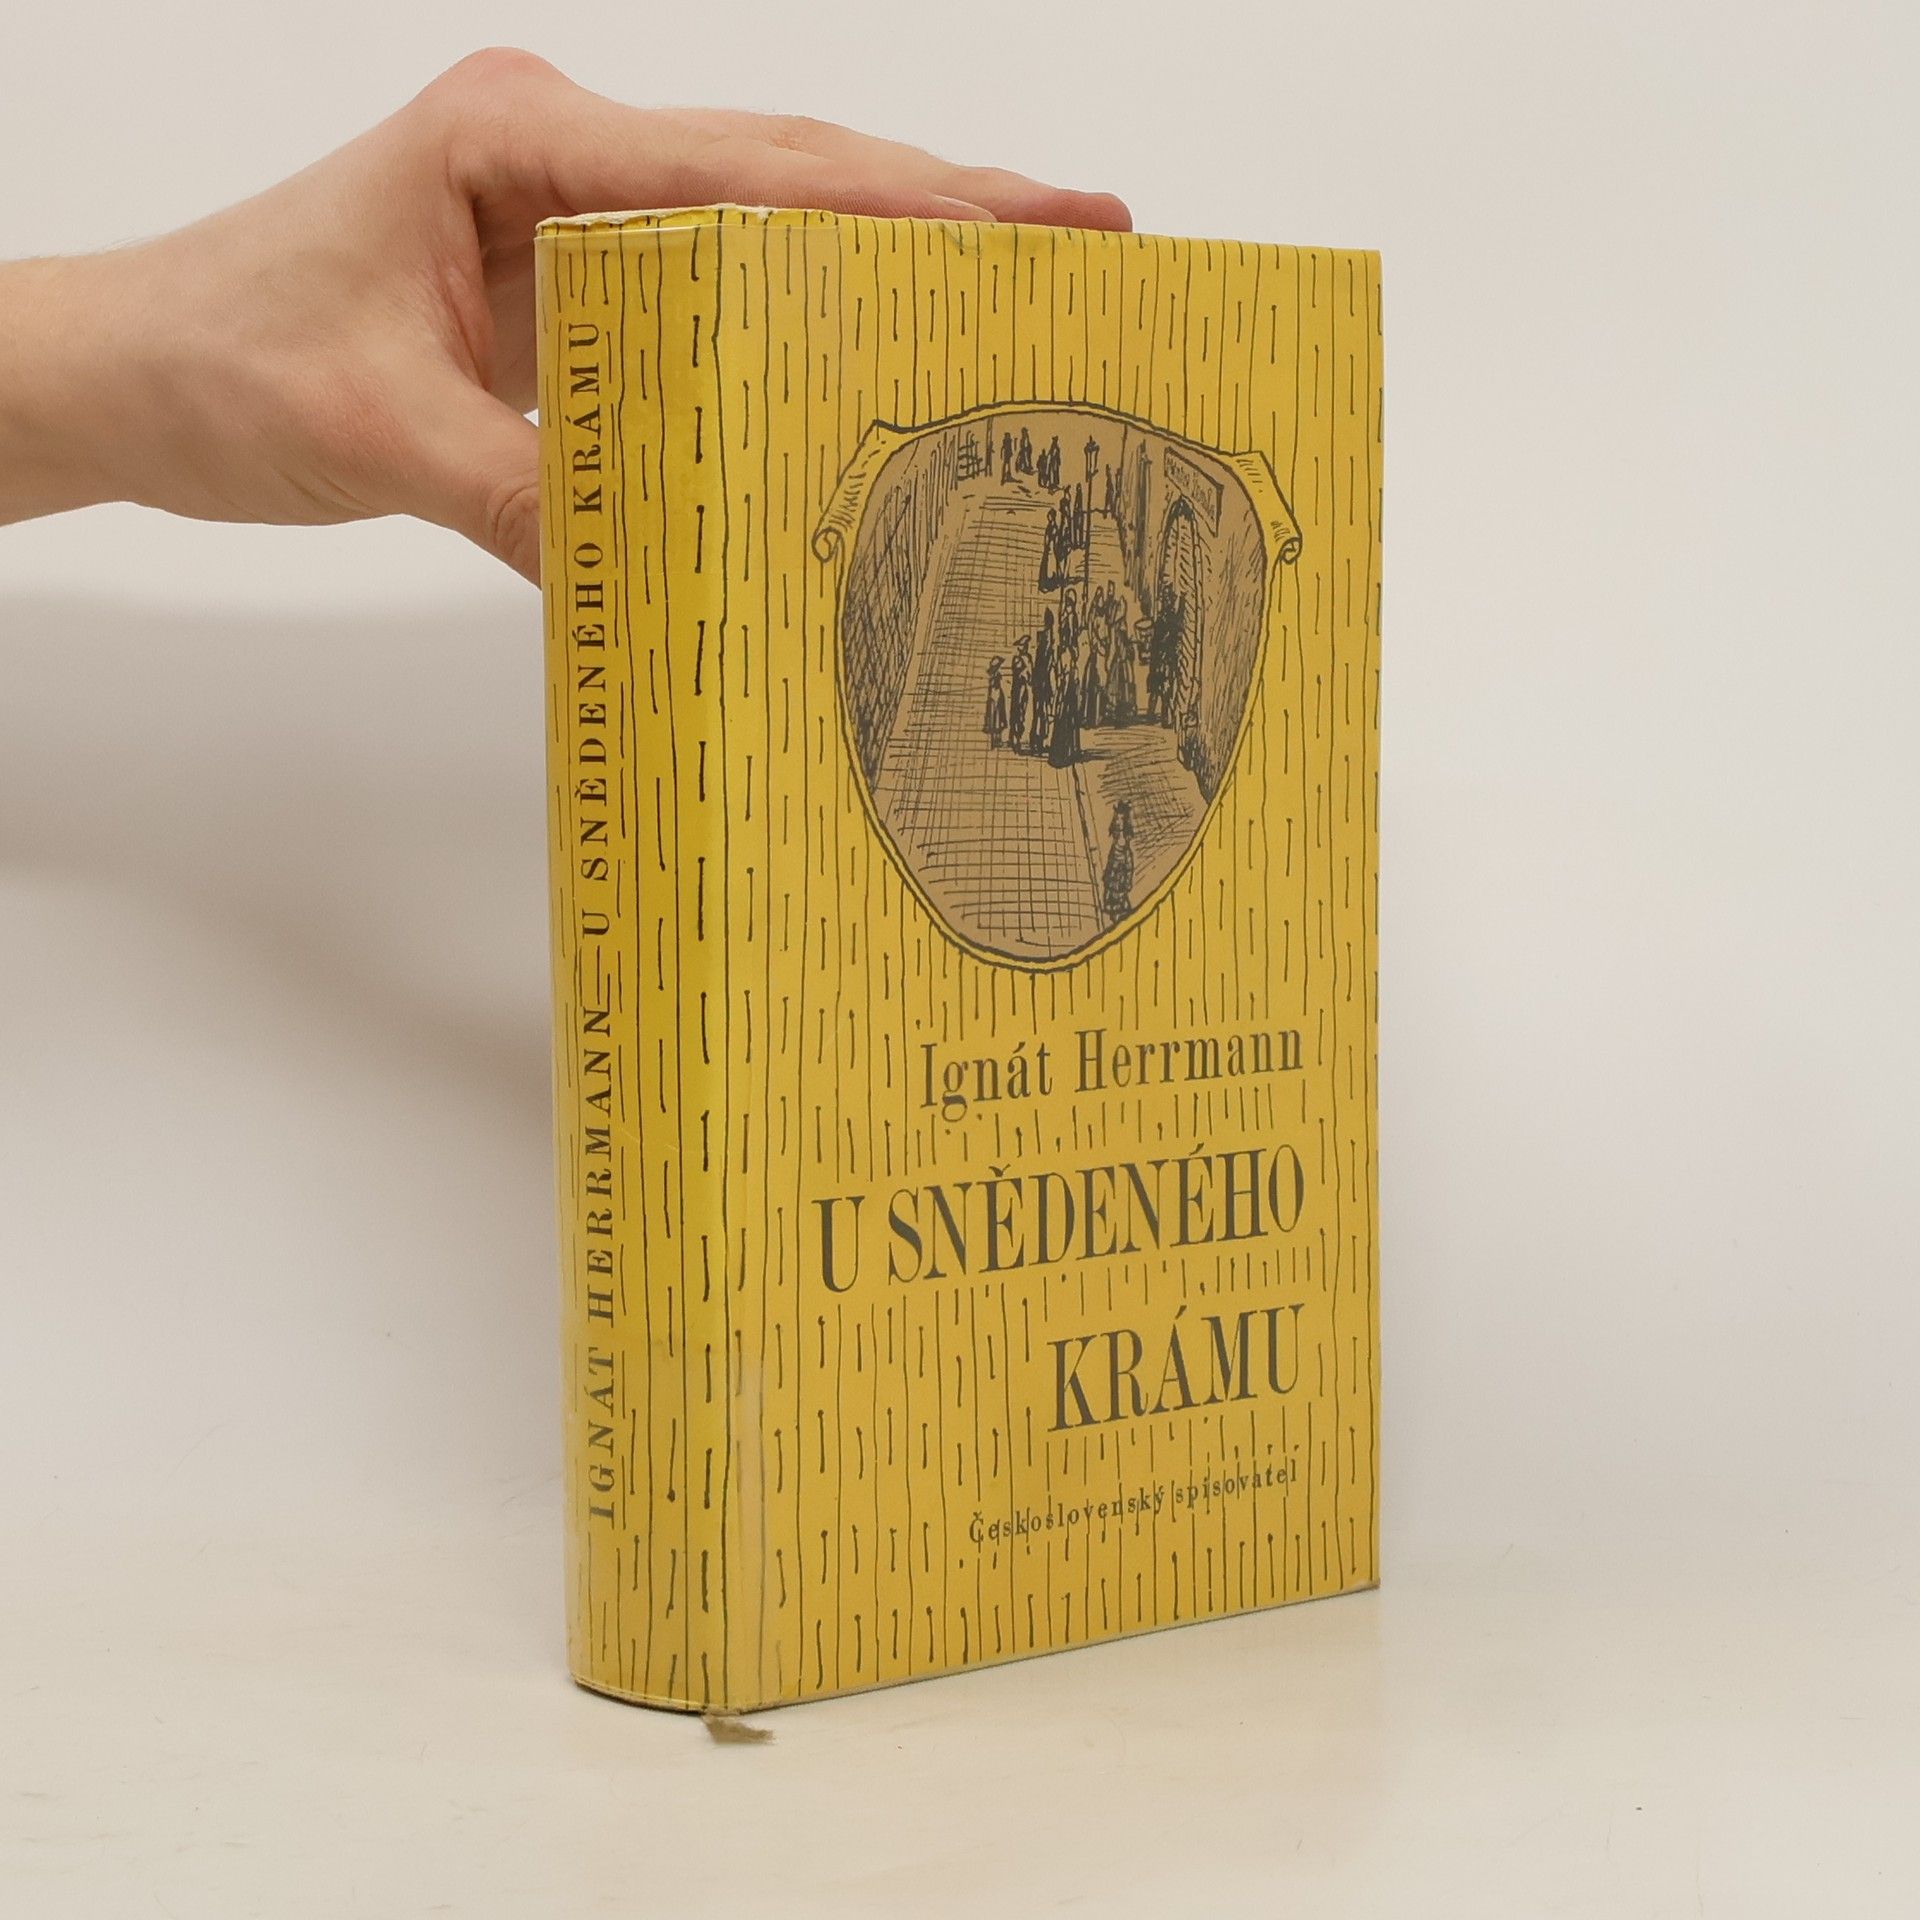 IGNÁT HERRMANN — U SNĚDENÉHO KRÁMU
Ignát Herrmann
U SNĚDENÉHO
KRÁMU
Československý spisovatel